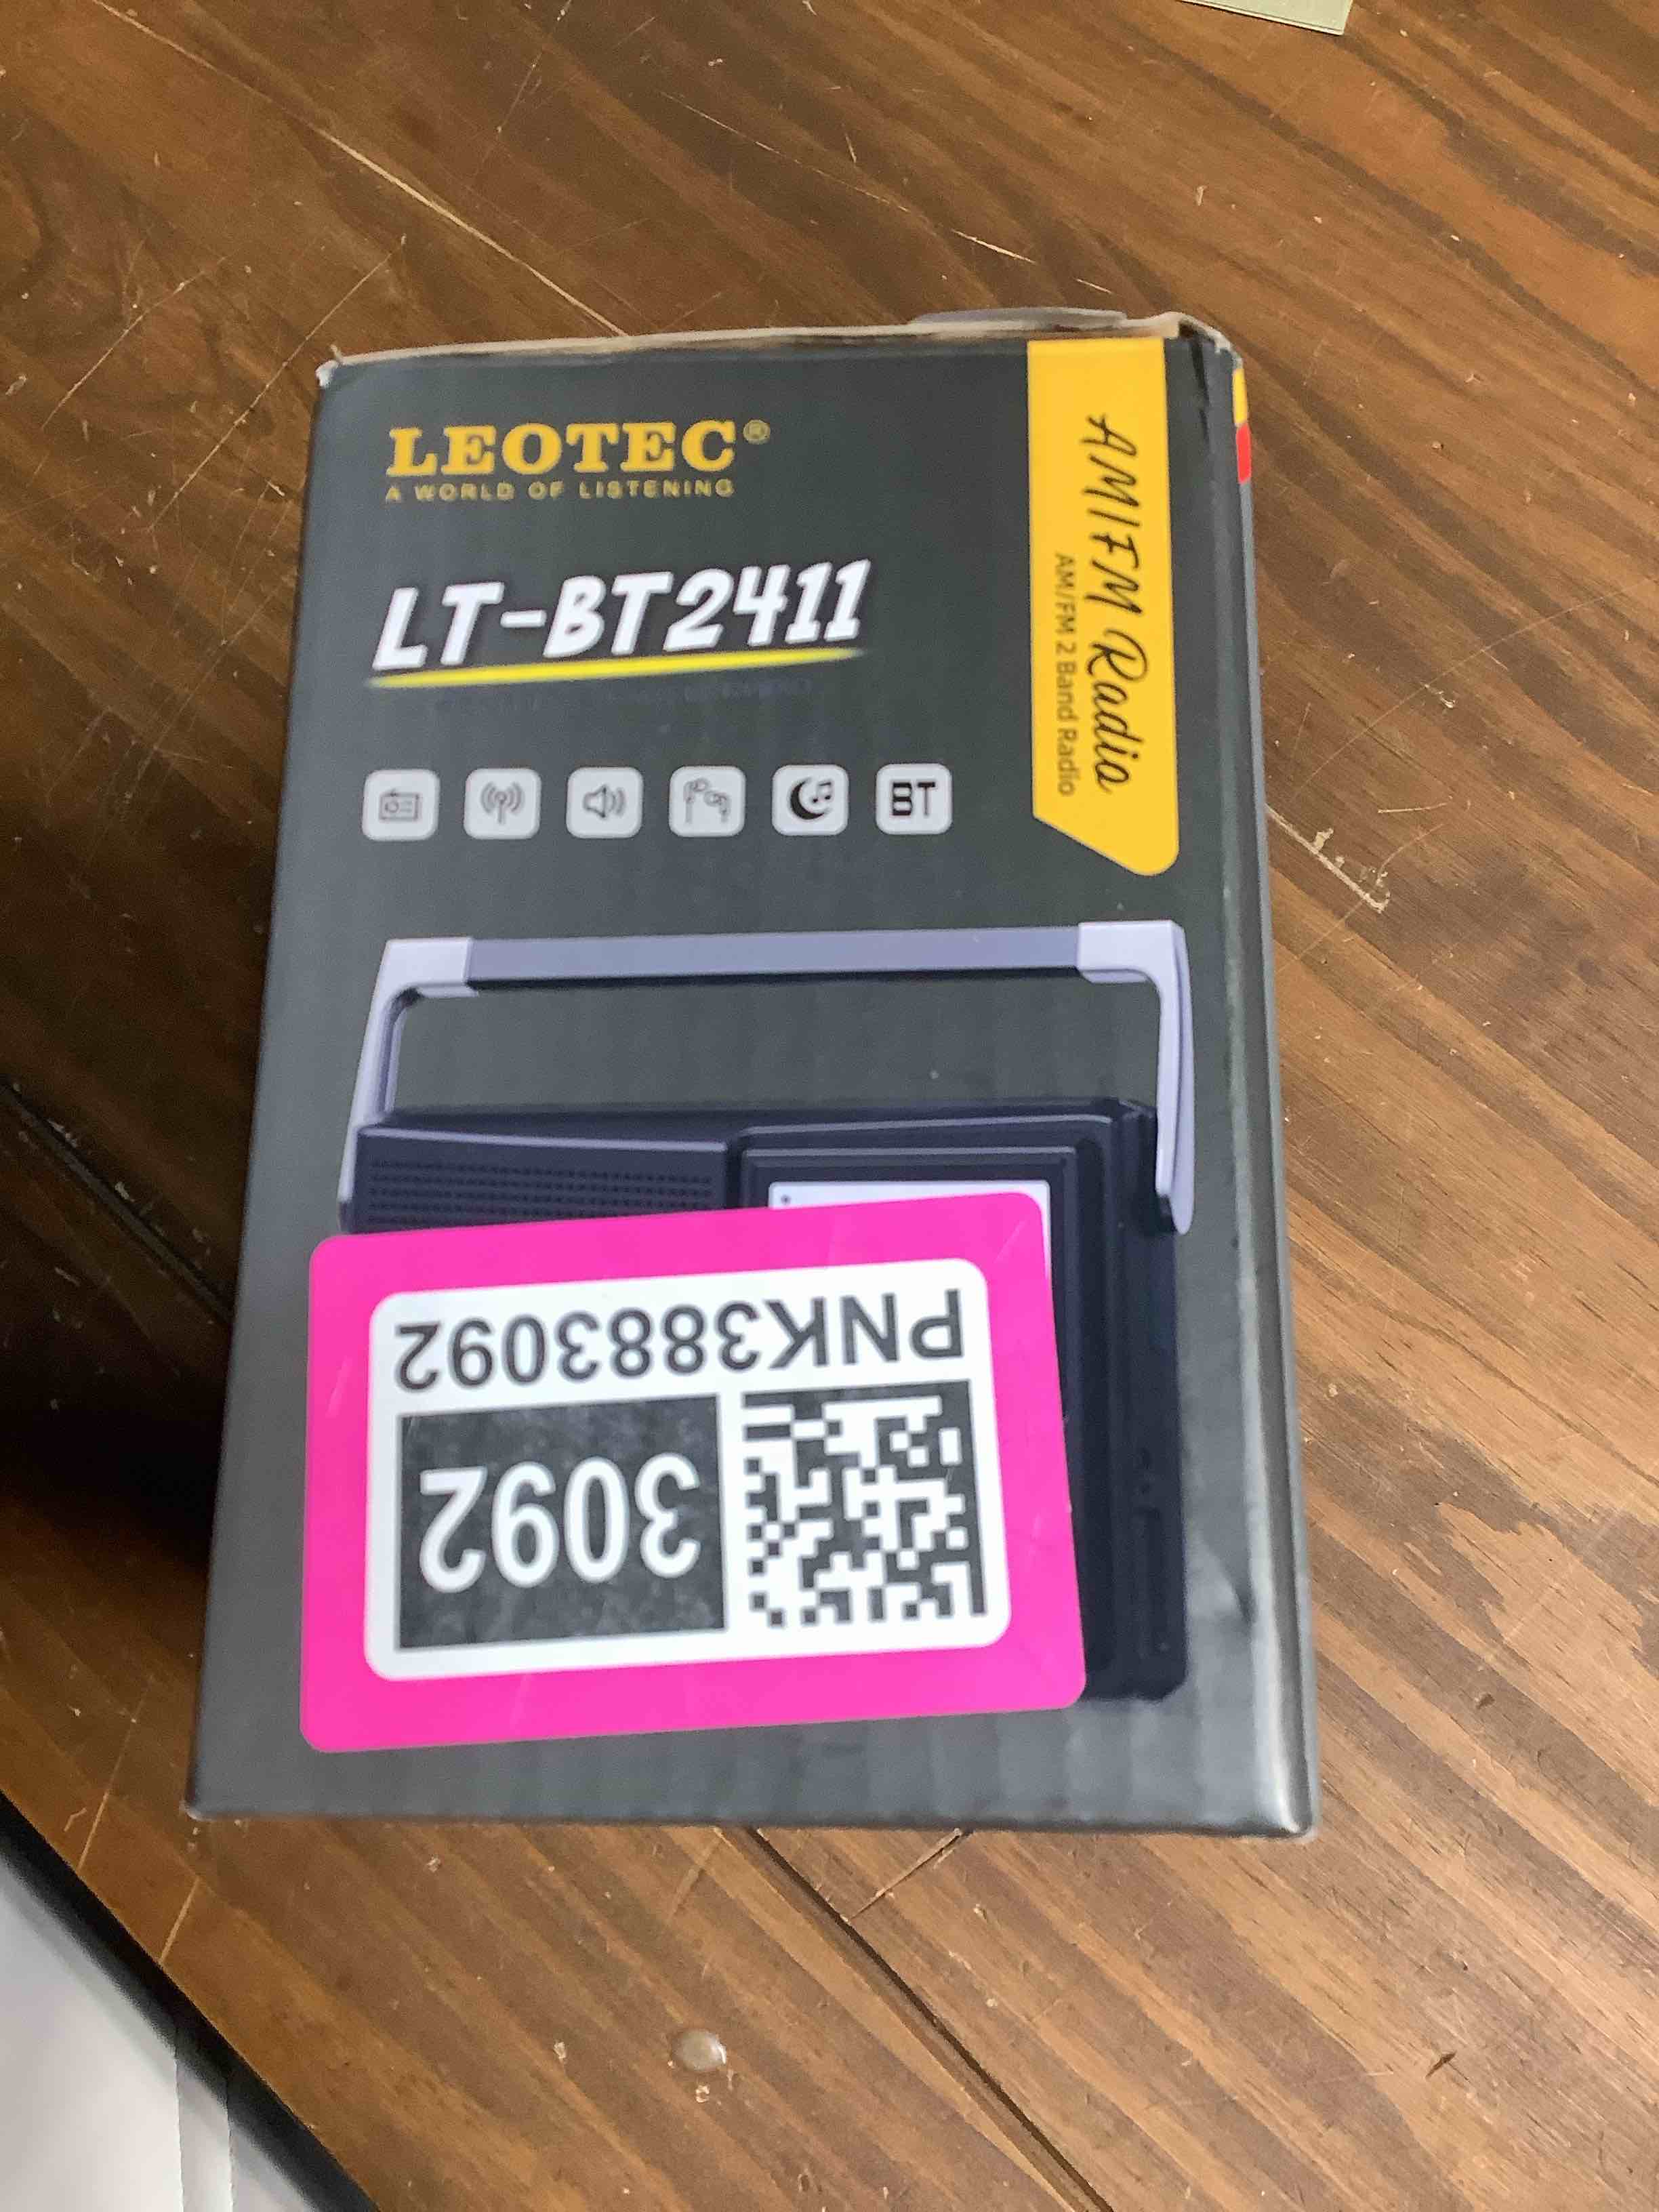 LEOTEC®
A WORLD OF LISTENING
AM/FM Radio
AM/FM 2 Band Radio
LT-BT2411
BT
PNK3883092
3092